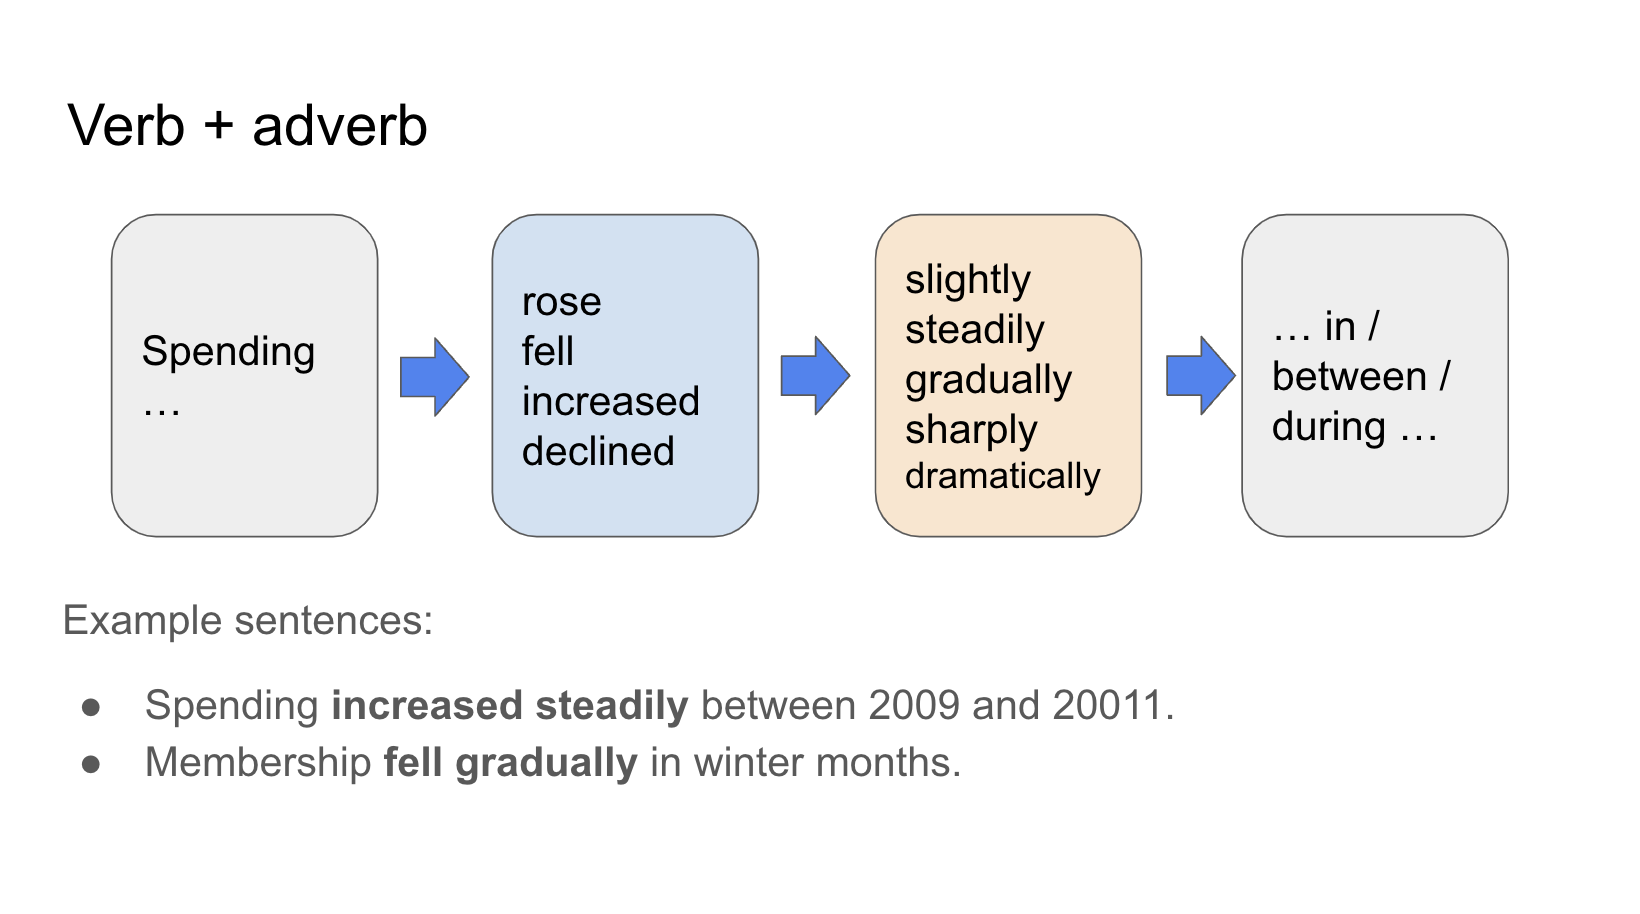 Verb + adverb
Spending
…
rose
fell
increased
declined
slightly
steadily
gradually
sharply
dramatically
… in /
between /
during …
Example sentences:
● Spending increased steadily between 2009 and 20011.
● Membership fell gradually in winter months.